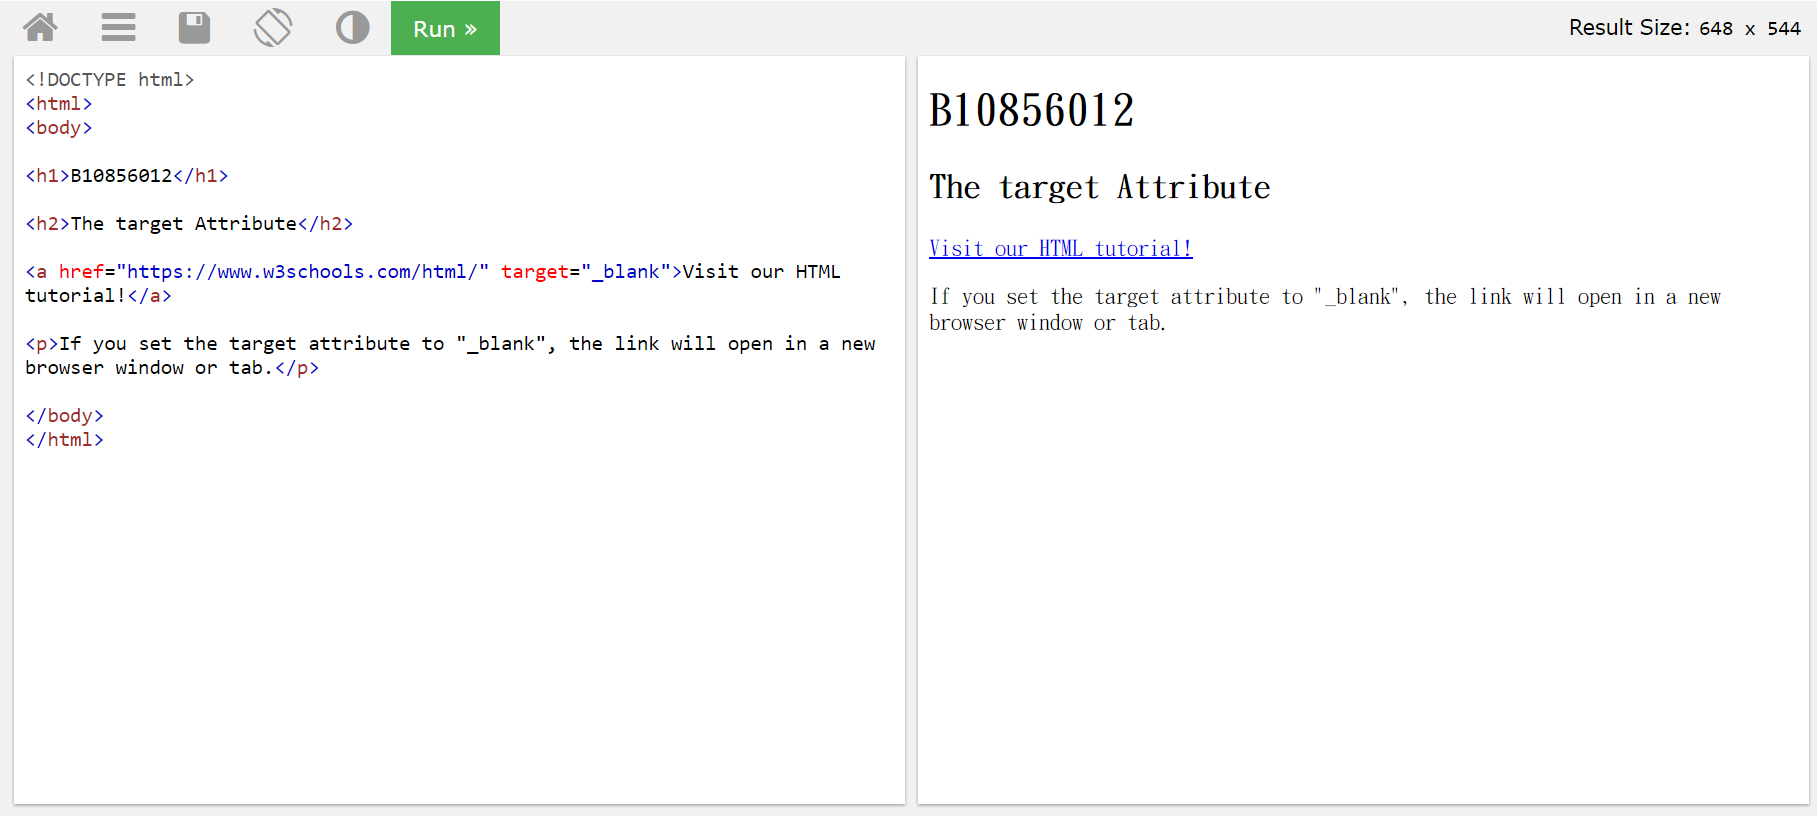 Run »
Result Size: 648 x 544
<!DOCTYPE html>
<html>
<body>
<h1>B10856012</h1>
<h2>The target Attribute</h2>
<a href="https://www.w3schools.com/html/" target="_blank">Visit our HTML
tutorial!</a>
<p>If you set the target attribute to "_blank", the link will open in a new
browser window or tab.</p>
</body>
</html>
B10856012
The target Attribute
Visit our HTML tutorial!
If you set the target attribute to "_blank", the link will open in a new
browser window or tab.